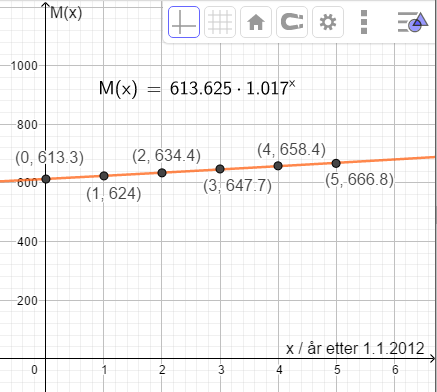 M(x)
1000
M(x) = 613.625 · 1.017ˣ
800
(0, 613.3)
(2, 634.4)
(4, 658.4)
600
(1, 624)
(3, 647.7)
(5, 666.8)
400
200
x / år etter 1.1.2012
0 1 2 3 4 5 6